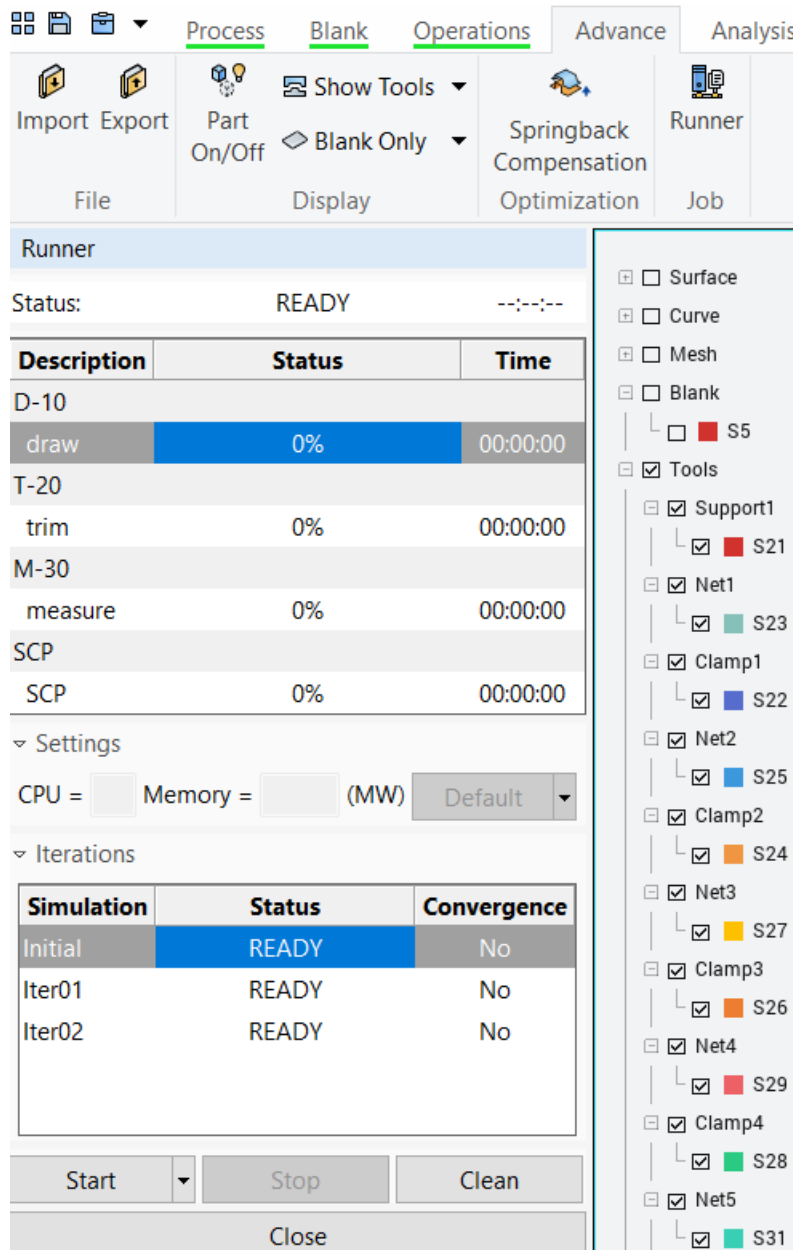 Process Blank Operations Advance Analysis
Import Export Part On/Off Show Tools Blank Only Springback Compensation Runner
File Display Optimization Job
Runner
Status: READY --:--:--
Description Status Time
D-10
draw 0% 00:00:00
T-20
trim 0% 00:00:00
M-30
measure 0% 00:00:00
SCP
SCP 0% 00:00:00
Settings
CPU = Memory = (MW) Default
Iterations
Simulation Status Convergence
Initial READY No
Iter01 READY No
Iter02 READY No
Start Stop Clean
Close
Surface
Curve
Mesh
Blank
S5
Tools
Support1
S21
Net1
S23
Clamp1
S22
Net2
S25
Clamp2
S24
Net3
S27
Clamp3
S26
Net4
S29
Clamp4
S28
Net5
S31